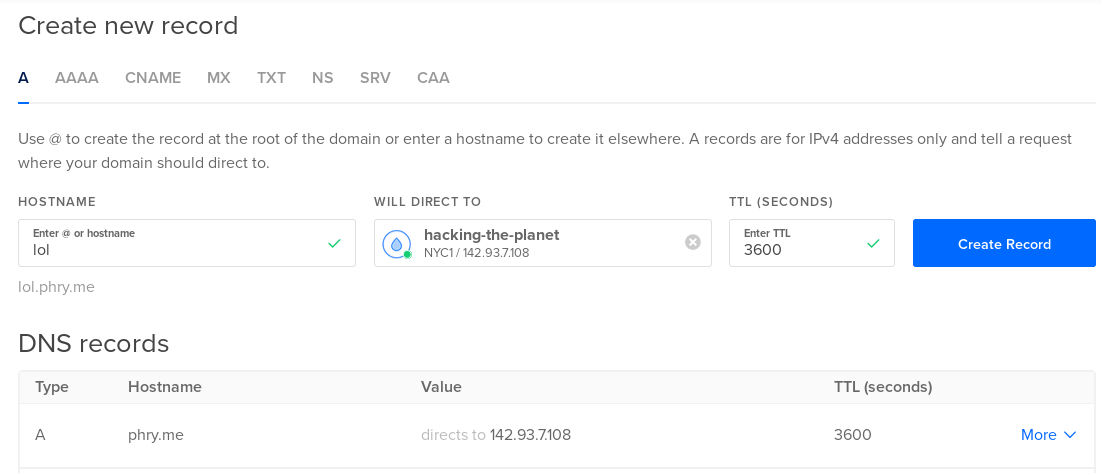 Create new record
A AAAA CNAME MX TXT NS SRV CAA
Use @ to create the record at the root of the domain or enter a hostname to create it elsewhere. A records are for IPv4 addresses only and tell a request
where your domain should direct to.
HOSTNAME WILL DIRECT TO TTL (SECONDS)
Enter @ or hostname
lol
hacking-the-planet
NYC1 / 142.93.7.108
Enter TTL
3600
Create Record
lol.phry.me
DNS records
Type Hostname Value TTL (seconds)
A phry.me directs to 142.93.7.108 3600 More